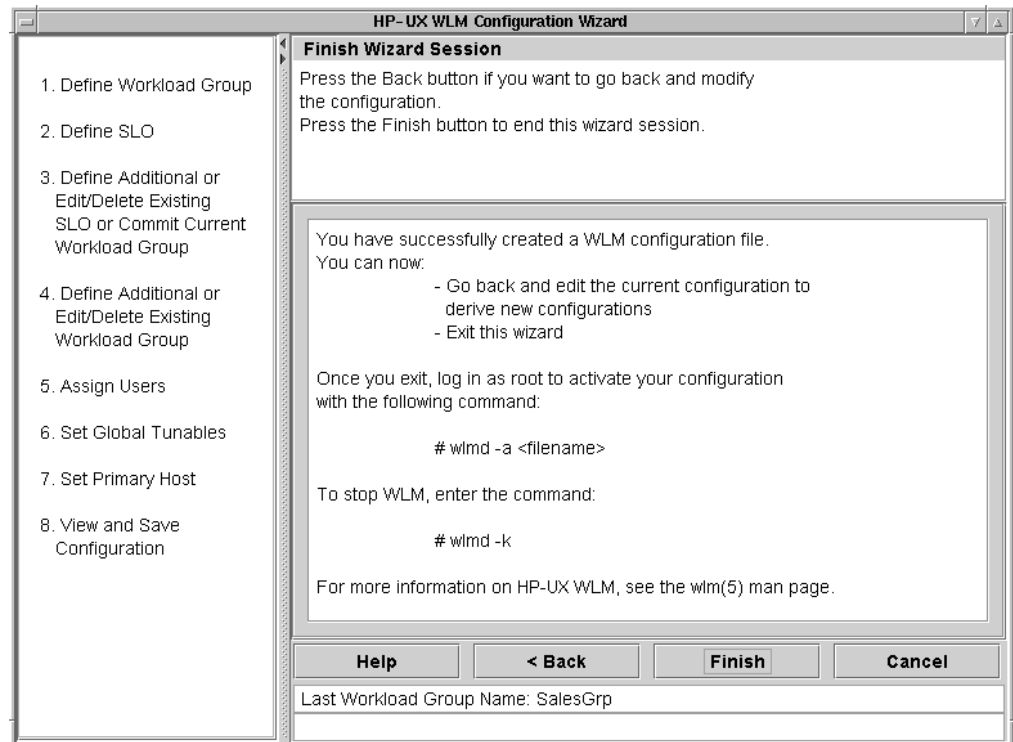 HP-UX WLM Configuration Wizard
1. Define Workload Group
2. Define SLO
3. Define Additional or
Edit/Delete Existing
SLO or Commit Current
Workload Group
4. Define Additional or
Edit/Delete Existing
Workload Group
5. Assign Users
6. Set Global Tunables
7. Set Primary Host
8. View and Save
Configuration
Finish Wizard Session
Press the Back button if you want to go back and modify
the configuration.
Press the Finish button to end this wizard session.
You have successfully created a WLM configuration file.
You can now:
- Go back and edit the current configuration to
derive new configurations
- Exit this wizard
Once you exit, log in as root to activate your configuration
with the following command:
# wlmd -a <filename>
To stop WLM, enter the command:
# wlmd -k
For more information on HP-UX WLM, see the wlm(5) man page.
Help
< Back
Finish
Cancel
Last Workload Group Name: SalesGrp